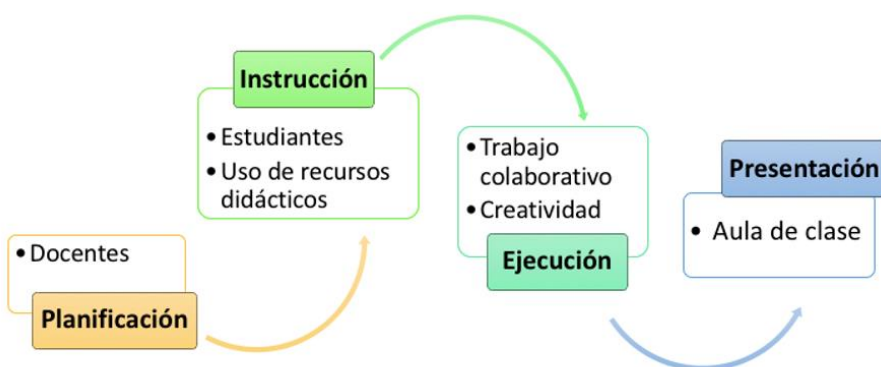 • Docentes
Planificación
Instrucción
• Estudiantes
• Uso de recursos
didácticos
• Trabajo
colaborativo
• Creatividad
Ejecución
Presentación
• Aula de clase